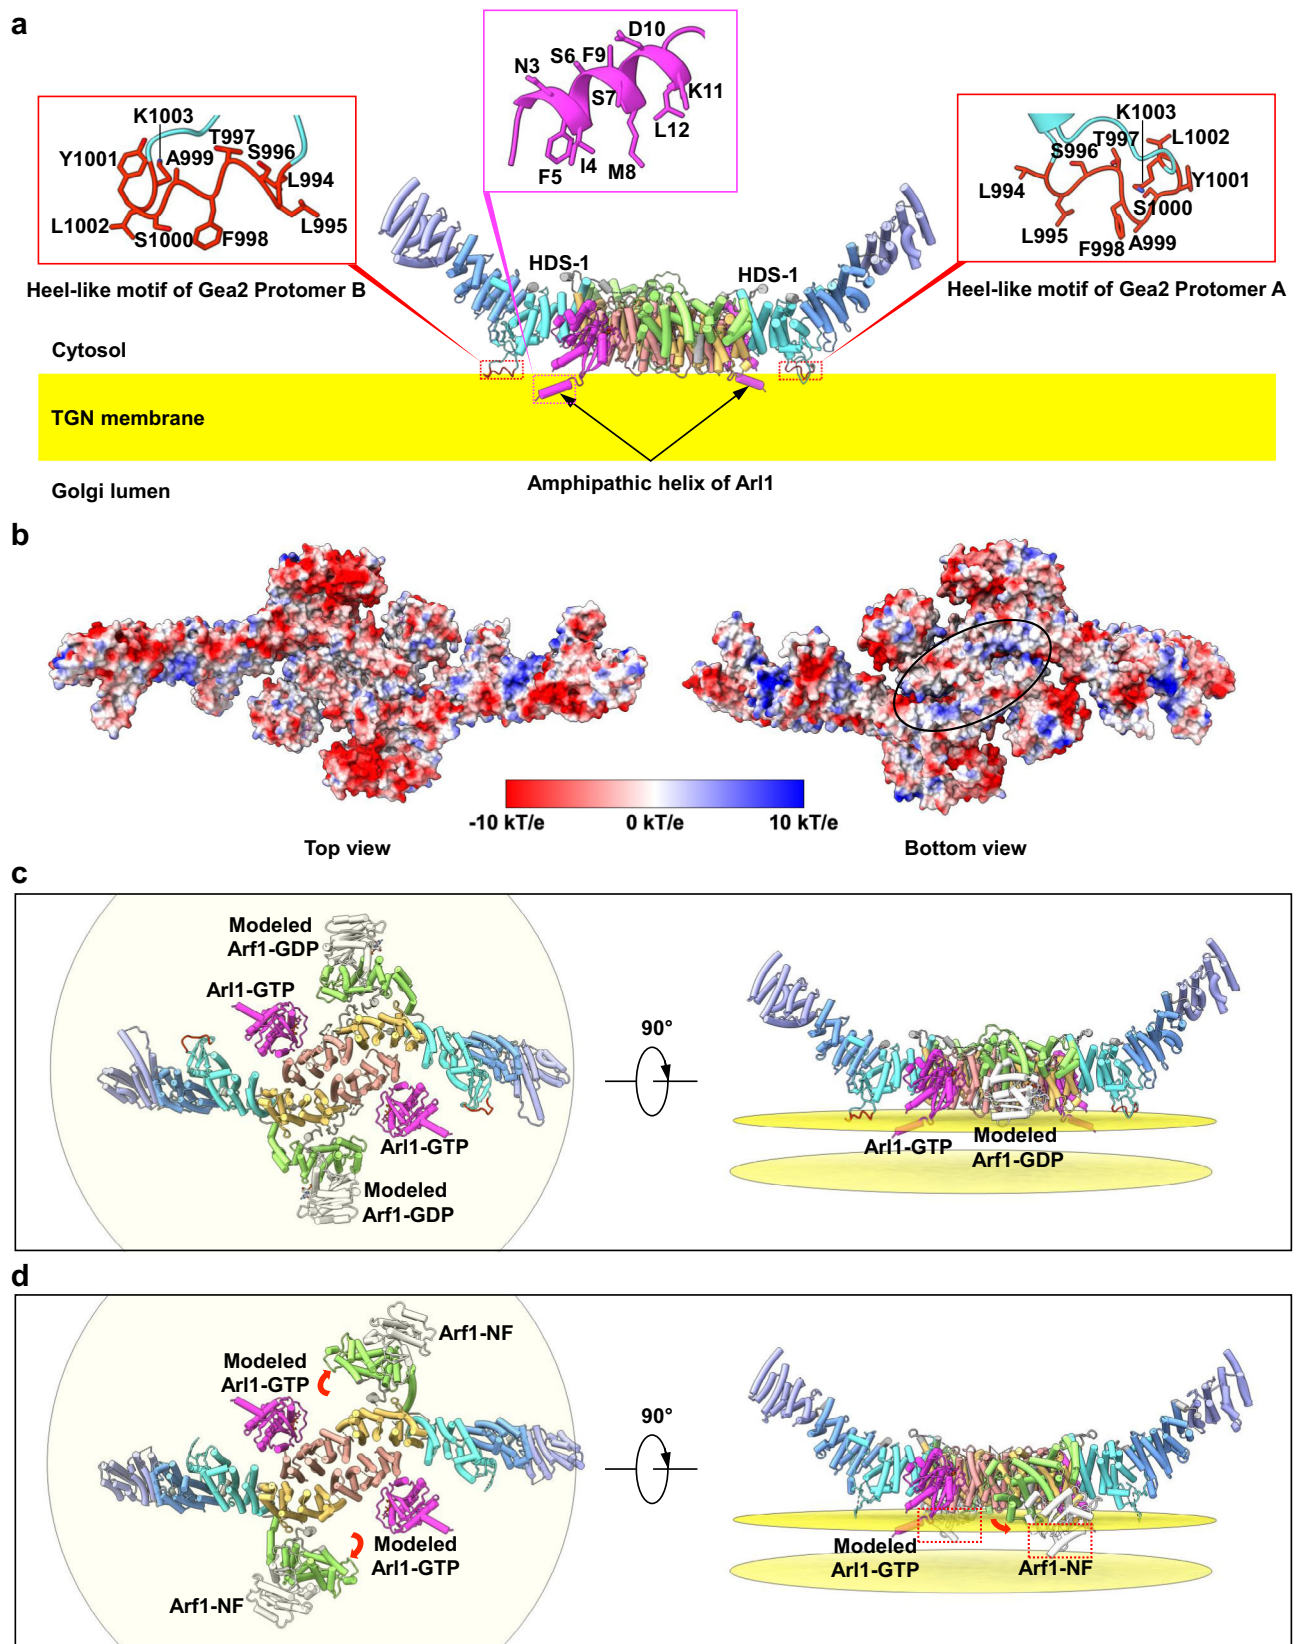 a
D10
S6 F9
N3
K11
S7
L12
I4
F5
M8
K1003
T997
Y1001
A999
S996
L994
L1002
S1000
F998
L995
K1003
T997
L1002
S996
Y1001
L994
S1000
L995
F998
A999
HDS-1
HDS-1
Heel-like motif of Gea2 Protomer B
Heel-like motif of Gea2 Protomer A
Cytosol
TGN membrane
Golgi lumen
Amphipathic helix of Arl1
b
-10 kT/e
0 kT/e
10 kT/e
Top view
Bottom view
c
Modeled
Arf1-GDP
Arl1-GTP
Arl1-GTP
Modeled
Arf1-GDP
90°
Arl1-GTP
Modeled
Arf1-GDP
d
Arf1-NF
Modeled
Arl1-GTP
Modeled
Arl1-GTP
Arf1-NF
90°
Modeled
Arl1-GTP
Arf1-NF